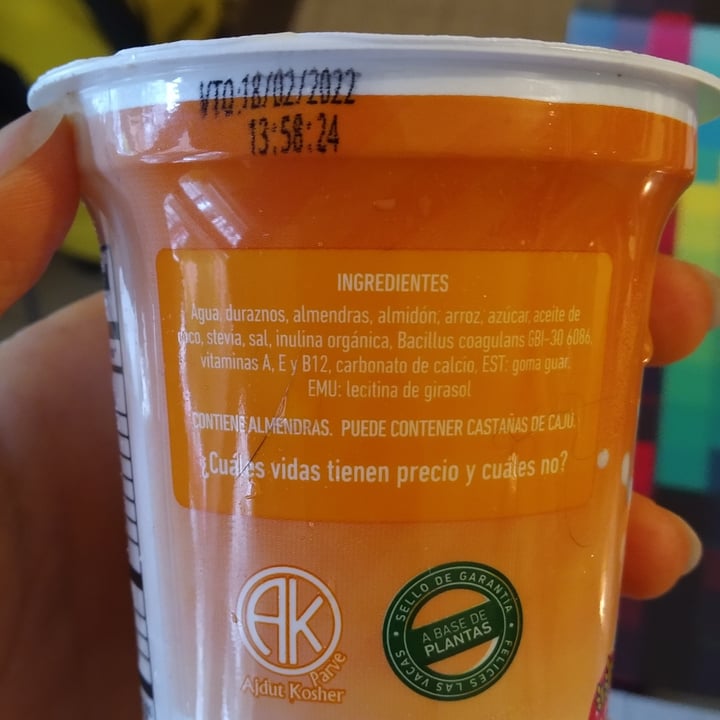 VTO:18/02/2022
13:58:24
INGREDIENTES
Agua, duraznos, almendras, almidón, arroz, azúcar, aceite de
coco, stevia, sal, inulina orgánica, Bacillus coagulans GBI-30 6086,
vitaminas A, E y B12, carbonato de calcio, EST: goma guar,
EMU: lecitina de girasol
CONTIENE ALMENDRAS. PUEDE CONTENER CASTAÑAS DE CAJÚ.
¿Cuáles vidas tienen precio y cuáles no?
AK
Parve
Ajdut Kosher
SELLO DE GARANTÍA
A BASE DE
PLANTAS
FELICES LAS VACAS